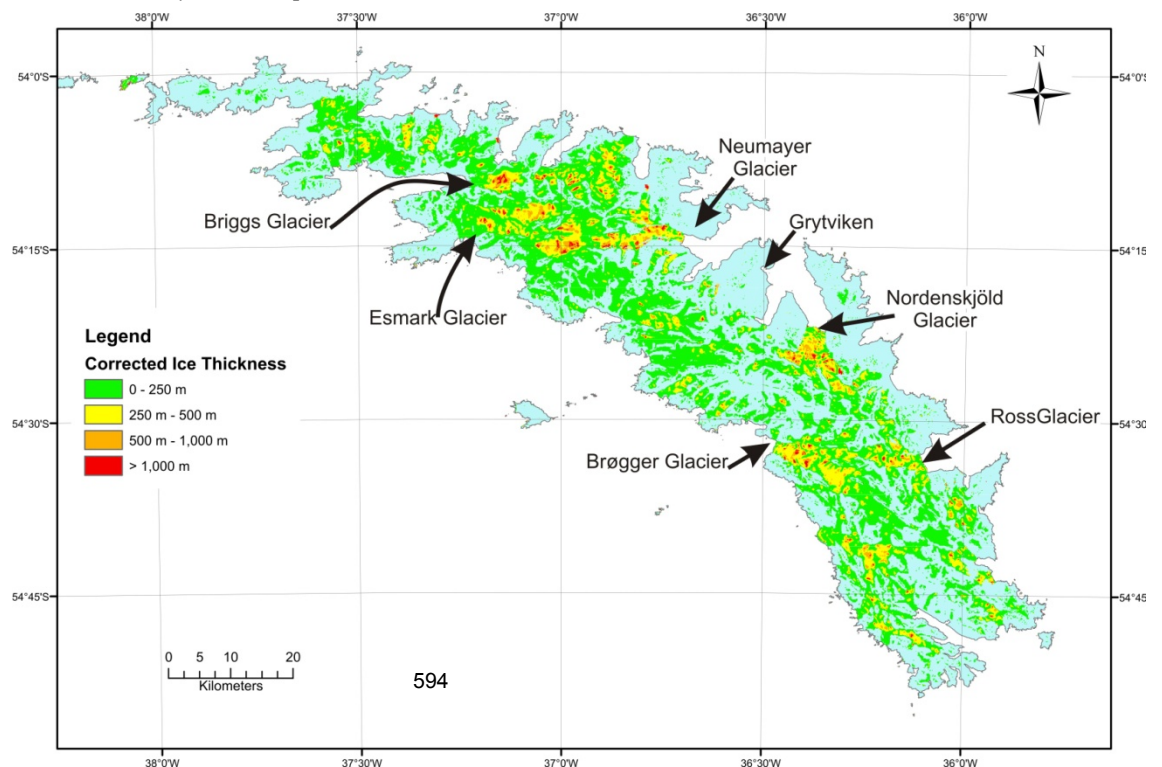 38°0'W 37°30'W 37°0'W 36°30'W 36°0'W
N
54°0'S 54°0'S
Neumayer
Glacier
Briggs Glacier
Grytviken
54°15'S 54°15'S
Esmark Glacier
Nordenskjöld
Glacier
Legend
Corrected Ice Thickness
0 - 250 m
250 m - 500 m
500 m - 1,000 m
> 1,000 m
54°30'S 54°30'S
RossGlacier
Brøgger Glacier
54°45'S 54°45'S
0 5 10 20
Kilometers
594
38°0'W 37°30'W 37°0'W 36°30'W 36°0'W